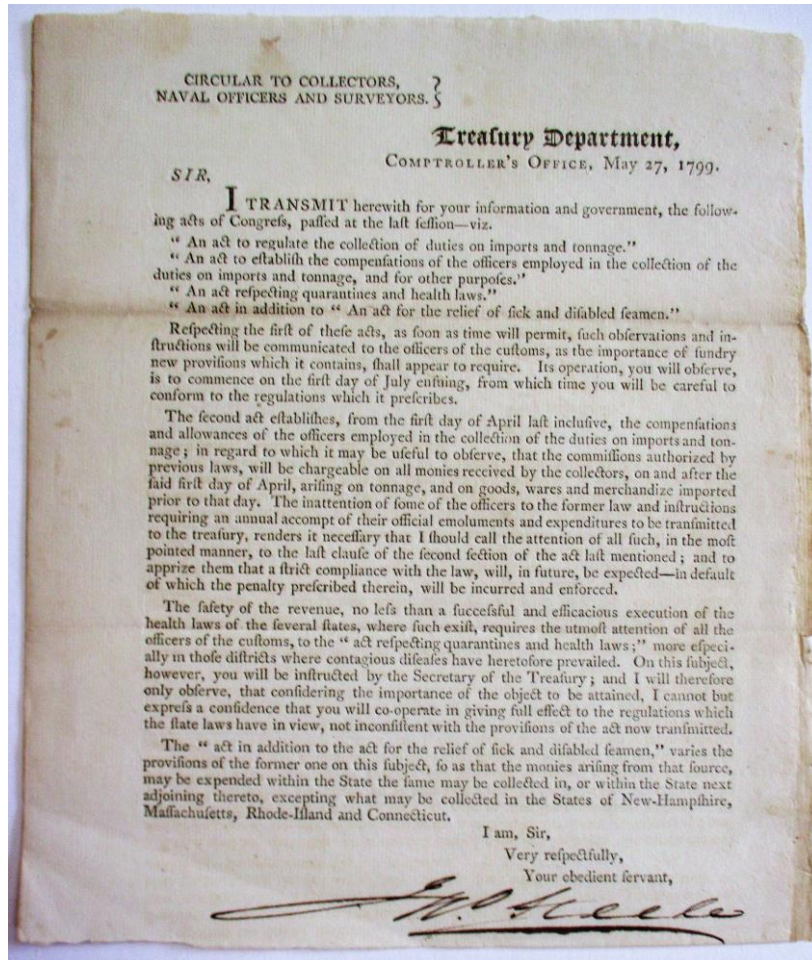 CIRCULAR TO COLLECTORS,
NAVAL OFFICERS AND SURVEYORS.
Treaſury Department,
COMPTROLLER'S OFFICE, May 27, 1799.
SIR,
I TRANSMIT herewith for your information and government, the follow-
ing acts of Congreſs, paſſed at the laſt ſeſſion—viz.
“ An act to regulate the collection of duties on imports and tonnage.”
“ An act to eſtabliſh the compenſations of the officers employed in the collection of the
duties on imports and tonnage, and for other purpoſes.”
“ An act reſpecting quarantines and health laws.”
“ An act in addition to “ An act for the relief of ſick and diſabled ſeamen.”
Reſpecting the firſt of theſe acts, as ſoon as time will permit, ſuch obſervations and in-
ſtructions will be communicated to the officers of the cuſtoms, as the importance of ſundry
new proviſions which it contains, ſhall appear to require. Its operation, you will obſerve,
is to commence on the firſt day of July enſuing, from which time you will be careful to
conform to the regulations which it preſcribes.
The ſecond act eſtabliſhes, from the firſt day of April laſt incluſive, the compenſations
and allowances of the officers employed in the collection of the duties on imports and ton-
nage ; in regard to which it may be uſeful to obſerve, that the commiſſions authorized by
previous laws, will be chargeable on all monies received by the collectors, on and after the
ſaid firſt day of April, ariſing on tonnage, and on goods, wares and merchandize imported
prior to that day. The inattention of ſome of the officers to the former law and inſtructions
requiring an annual accompt of their official emoluments and expenditures to be tranſmitted
to the treaſury, renders it neceſſary that I ſhould call the attention of all ſuch, in the moſt
pointed manner, to the laſt clauſe of the ſecond ſection of the act laſt mentioned ; and to
apprize them that a ſtrict compliance with the law, will, in future, be expected—in default
of which the penalty preſcribed therein, will be incurred and enforced.
The ſafety of the revenue, no leſs than a ſucceſsful and efficacious execution of the
health laws of the ſeveral ſtates, where ſuch exiſt, requires the utmoſt attention of all the
officers of the cuſtoms, to the “ act reſpecting quarantines and health laws ;” more eſpeci-
ally in thoſe diſtricts where contagious diſeaſes have heretofore prevailed. On this ſubject,
however, you will be inſtructed by the Secretary of the Treaſury ; and I will therefore
only obſerve, that conſidering the importance of the object to be attained, I cannot but
expreſs a confidence that you will co-operate in giving full effect to the regulations which
the ſtate laws have in view, not inconſiſtent with the proviſions of the act now tranſmitted.
The “ act in addition to the act for the relief of ſick and diſabled ſeamen,” varies the
proviſions of the former one on this ſubject, ſo as that the monies ariſing from that ſource,
may be expended within the State the ſame may be collected in, or within the State next
adjoining thereto, excepting what may be collected in the States of New-Hampſhire,
Maſſachuſetts, Rhode-Iſland and Connecticut.
I am, Sir,
Very reſpectfully,
Your obedient ſervant,
Jno. Steele